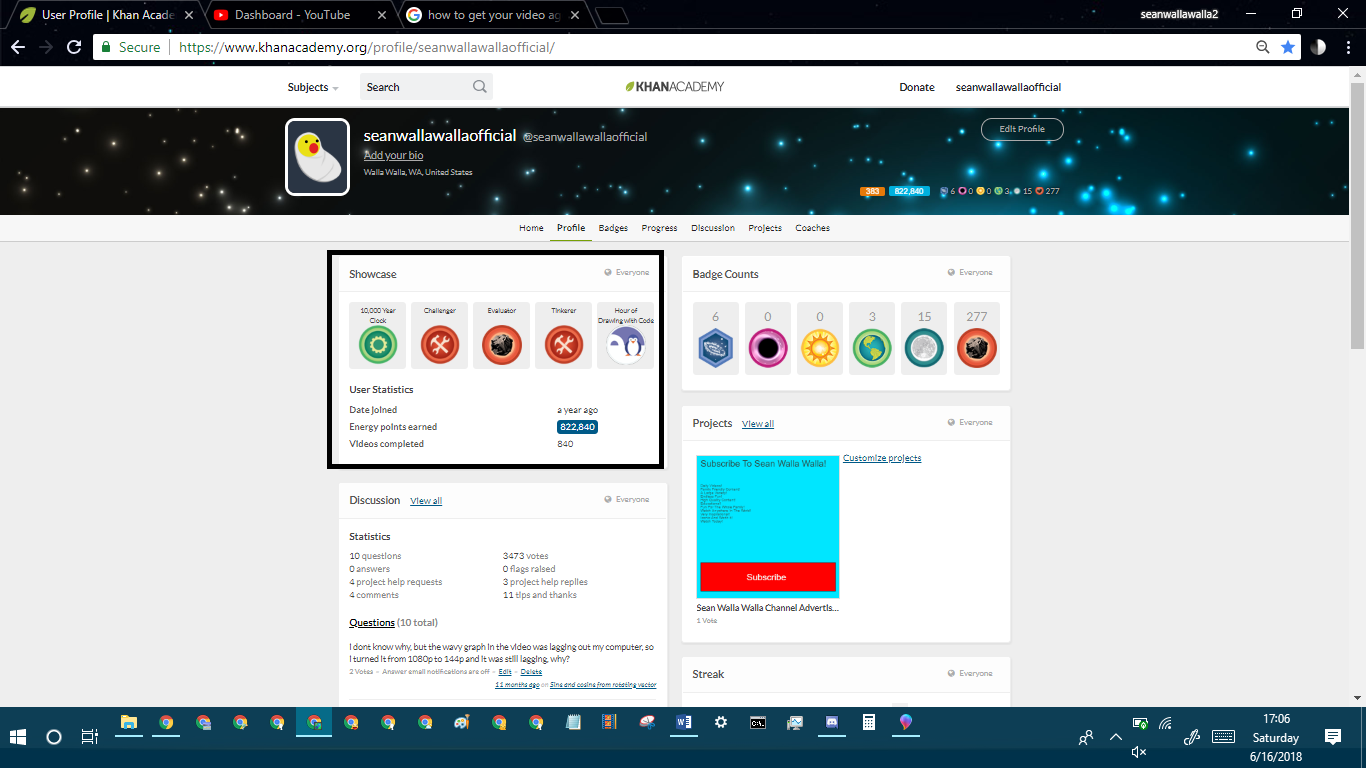 User Profile | Khan Acade
Dashboard - YouTube
how to get your video ag
seanwallawalla2
Secure
https://www.khanacademy.org/profile/seanwallawallaofficial/
Subjects
Search
KHANACADEMY
Donate
seanwallawallaofficial
seanwallawallaofficial @seanwallawallaofficial
Edit Profile
Add your bio
Walla Walla, WA, United States
383 822,840 6 0 0 3 15 277
Home Profile Badges Progress Discussion Projects Coaches
Showcase
Everyone
10,000 Year Clock
Challenger
Evaluator
Tinkerer
Hour of Drawing with Code
User Statistics
Date joined a year ago
Energy points earned 822,840
Videos completed 840
Badge Counts
Everyone
6 0 0 3 15 277
Projects View all
Everyone
Customize projects
Subscribe To Sean Walla Walla!
Subscribe
Sean Walla Walla Channel Advertis...
1 Vote
Discussion View all
Everyone
Statistics
10 questions 3473 votes
0 answers 0 flags raised
4 project help requests 3 project help replies
4 comments 11 tips and thanks
Questions (10 total)
I dont know why, but the wavy graph in the video was lagging out my computer, so
I turned it from 1080p to 144p and it was still lagging, why?
2 Votes – Answer email notifications are off – Edit – Delete
11 months ago on Sine and cosine from rotating vector
Streak
Everyone
17:06
Saturday
6/16/2018